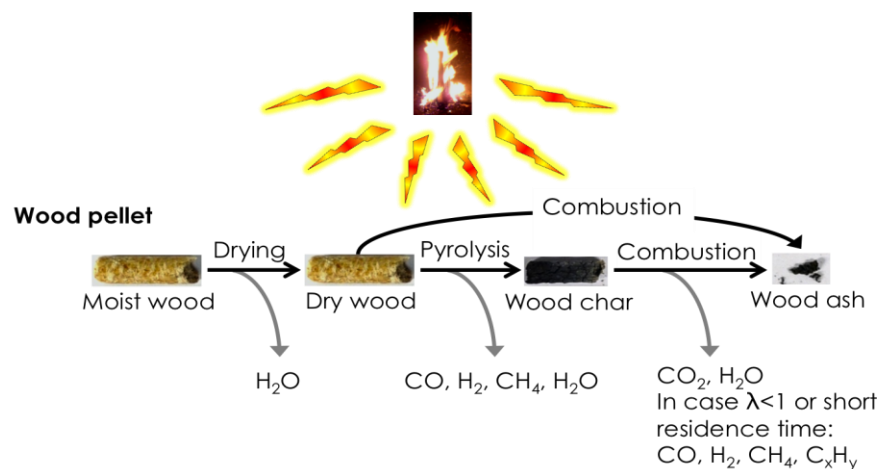 Combustion
Wood pellet
Drying
Pyrolysis
Combustion
Moist wood
Dry wood
Wood char
Wood ash
H₂O
CO, H₂, CH₄, H₂O
CO₂, H₂O
In case λ<1 or short
residence time:
CO, H₂, CH₄, CₓHᵧ